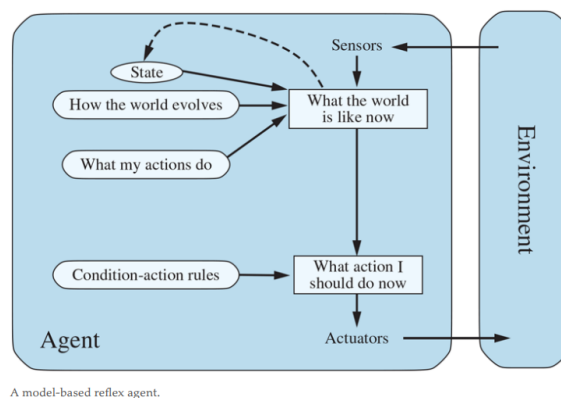 Sensors
State
How the world evolves
What the world
is like now
What my actions do
Environment
Condition-action rules
What action I
should do now
Agent
Actuators
A model-based reflex agent.